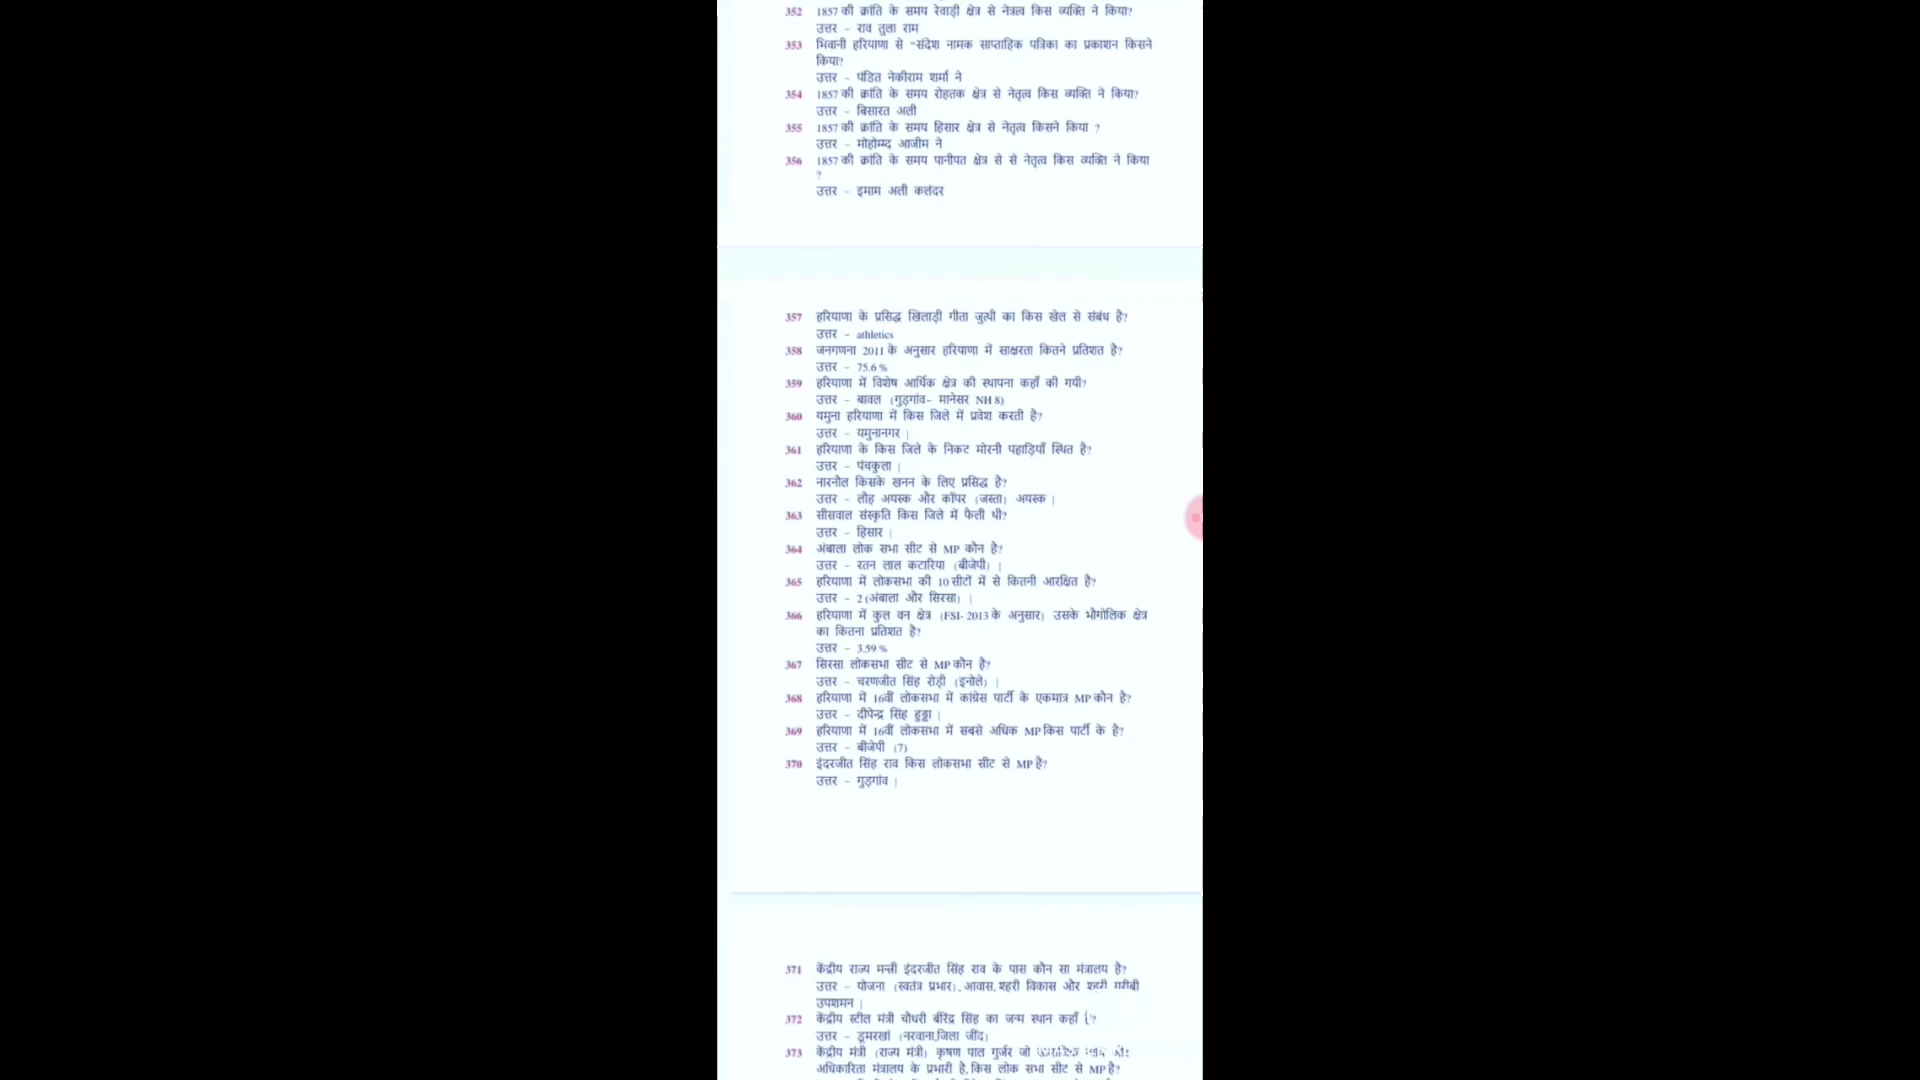 352 1857 की क्रांति के समय रेवाड़ी क्षेत्र से नेत्रत्व किस व्यक्ति ने किया?
उत्तर - राव तुला राम
353 भिवानी हरियाणा से "संदेश नामक साप्ताहिक पत्रिका का प्रकाशन किसने
किया?
उत्तर - पंडित नेकीराम शर्मा ने
354 1857 की क्रांति के समय रोहतक क्षेत्र से नेतृत्व किस व्यक्ति ने किया?
उत्तर - बिसारत अली
355 1857 की क्रांति के समय हिसार क्षेत्र से नेतृत्व किसने किया ?
उत्तर - मोहोम्द आजीम ने
356 1857 की क्रांति के समय पानीपत क्षेत्र से से नेतृत्व किस व्यक्ति ने किया
?
उत्तर - इमाम अली कलंदर
357 हरियाणा के प्रसिद्ध खिलाड़ी गीता जुत्थी का किस खेल से संबंध है?
उत्तर - athletics
358 जनगणना 2011 के अनुसार हरियाणा में साक्षरता कितने प्रतिशत है?
उत्तर - 75.6 %
359 हरियाणा में विशेष आर्थिक क्षेत्र की स्थापना कहाँ की गयी?
उत्तर - बावल (गुड़गांव- मानेसर NH 8)
360 यमुना हरियाणा में किस जिले में प्रवेश करती है?
उत्तर - यमुनानगर |
361 हरियाणा के किस जिले के निकट मोरनी पहाड़ियाँ स्थित है?
उत्तर - पंचकुला |
362 नारनौल किसके खनन के लिए प्रसिद्ध है?
उत्तर - लौह अयस्क और कॉपर (जस्ता) अयस्क |
363 सीसवाल संस्कृति किस जिले में फैली थी?
उत्तर - हिसार |
364 अंबाला लोक सभा सीट से MP कौन है?
उत्तर - रतन लाल कटारिया (बीजेपी) |
365 हरियाणा में लोकसभा की 10 सीटों में से कितनी आरक्षित है?
उत्तर - 2 (अंबाला और सिरसा) |
366 हरियाणा में कुल वन क्षेत्र (FSI- 2013 के अनुसार) उसके भौगोलिक क्षेत्र
का कितना प्रतिशत है?
उत्तर - 3.59 %
367 सिरसा लोकसभा सीट से MP कौन है?
उत्तर - चरणजीत सिंह रोड़ी (इनोले) |
368 हरियाणा में 16वीं लोकसभा में कांग्रेस पार्टी के एकमात्र MP कौन है?
उत्तर - दीपेन्द्र सिंह हुड्डा |
369 हरियाणा में 16वीं लोकसभा में सबसे अधिक MP किस पार्टी के है?
उत्तर - बीजेपी (7)
370 इंदरजीत सिंह राव किस लोकसभा सीट से MP है?
उत्तर - गुड़गांव |
371 केंद्रीय राज्य मन्त्री इंदरजीत सिंह राव के पास कौन सा मंत्रालय है?
उत्तर - योजना (स्वतंत्र प्रभार), आवास, श्हरी विकास और श्हरी गरीबी
उपशमन |
372 केंद्रीय स्टील मंत्री चौधरी बीरेंद्र सिंह का जन्म स्थान कहाँ
उत्तर - डूमरखां (नरवाना,जिला जींद)
373 केंद्रीय मंत्री (राज्य मंत्री) कृषण पाल गुर्जर जो
अधिकारिता मंत्रालय के प्रभारी है, किस लोक सभा सीट से MP है?